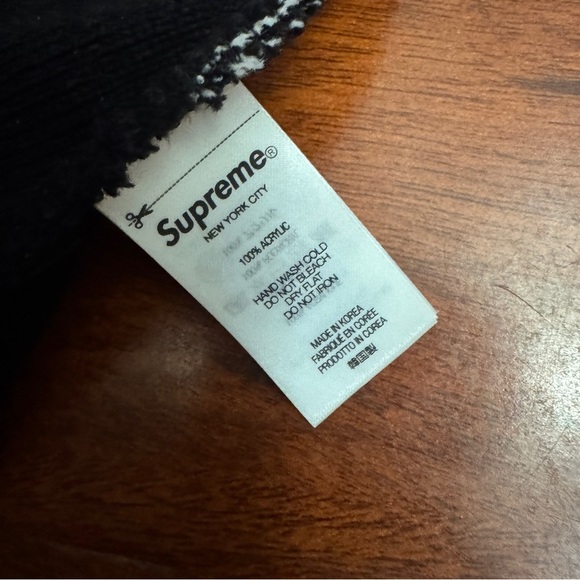 Supreme®
NEW YORK CITY
100% ACRYLIC
HAND WASH COLD
DO NOT BLEACH
DRY FLAT
DO NOT IRON
MADE IN KOREA
FABRIQUÉ EN CORÉE
PRODOTTO IN COREA